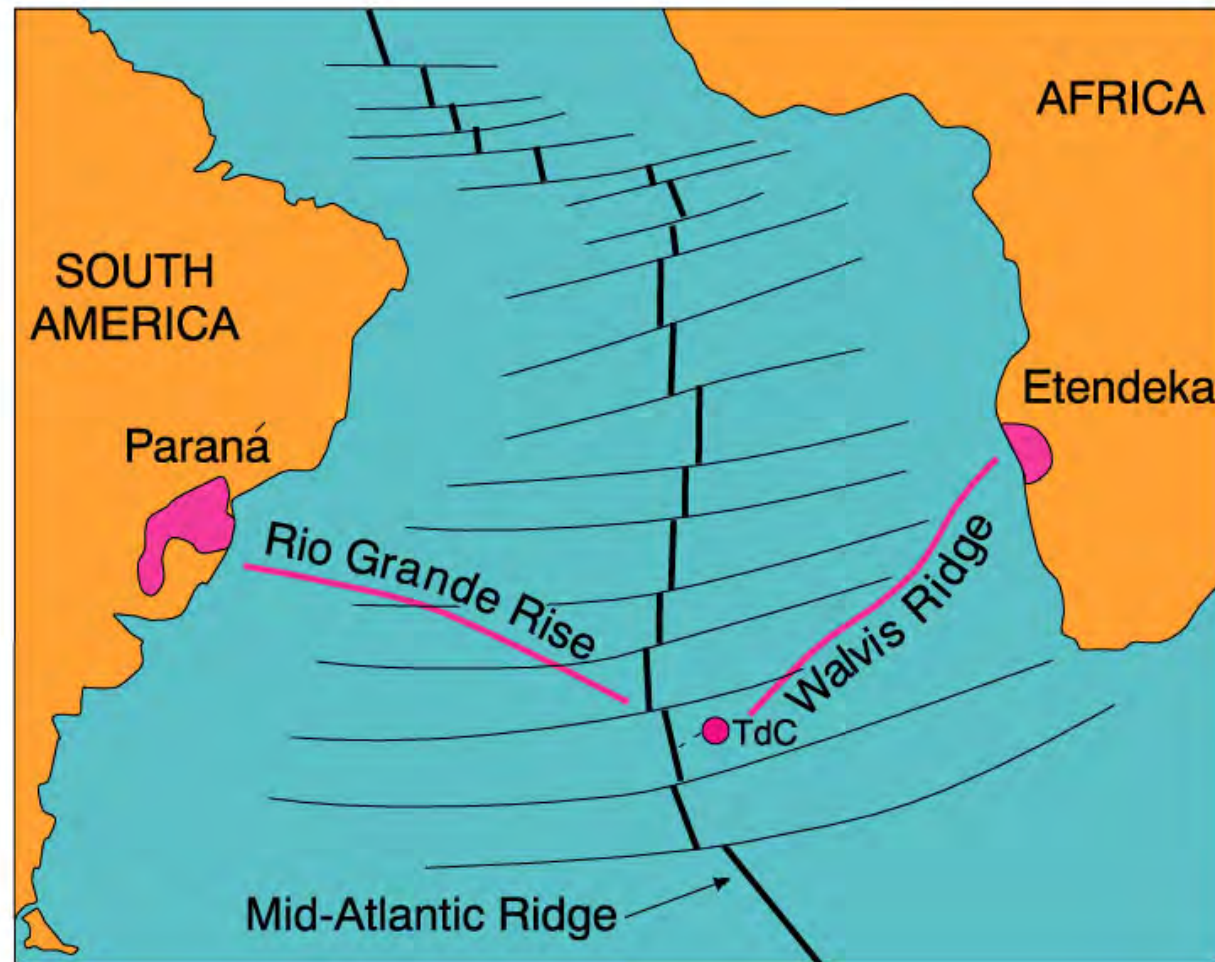 AFRICA
SOUTH
AMERICA
Etendeka
Paraná
Rio Grande Rise
Walvis Ridge
TdC
Mid-Atlantic Ridge